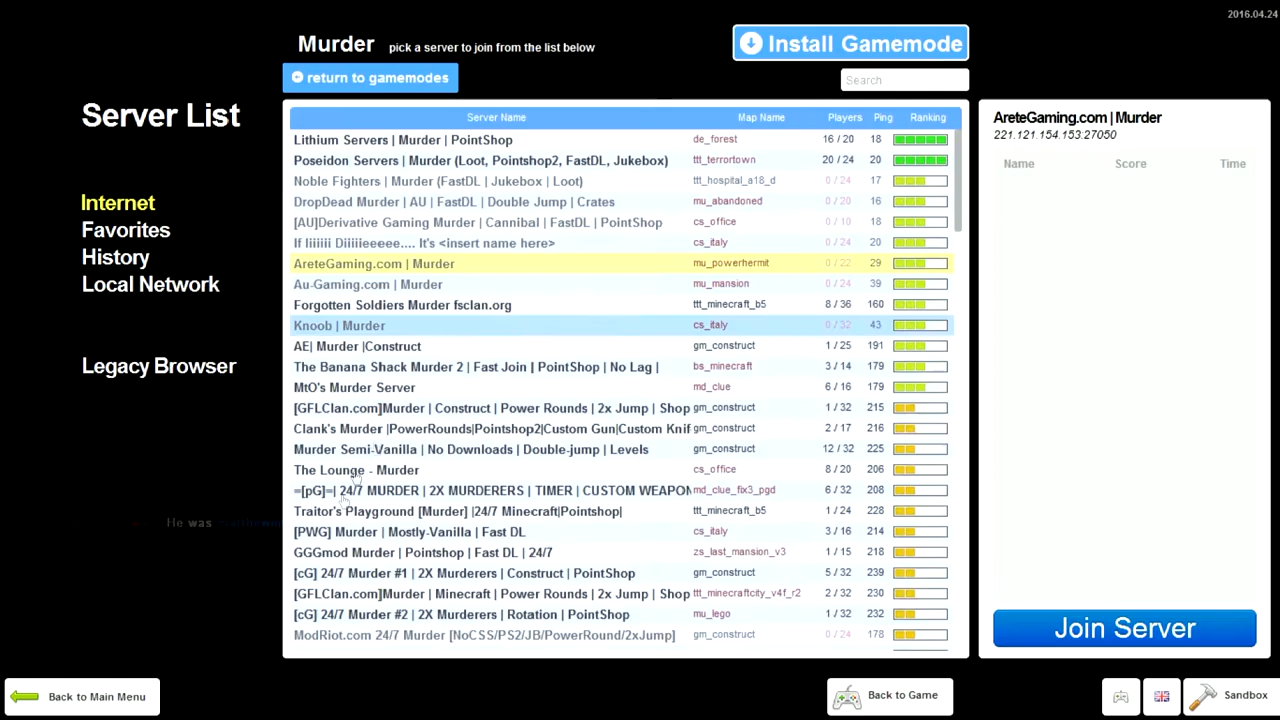 2016.04.24
Murder pick a server to join from the list below
Install Gamemode
return to gamemodes
Search
Server List
Internet
Favorites
History
Local Network
Legacy Browser
Server Name Map Name Players Ping Ranking
Lithium Servers | Murder | PointShop de_forest 16 / 20 18
Poseidon Servers | Murder (Loot, Pointshop2, FastDL, Jukebox) ttt_terrortown 20 / 24 20
Noble Fighters | Murder (FastDL | Jukebox | Loot) ttt_hospital_a18_d 0 / 24 17
DropDead Murder | AU | FastDL | Double Jump | Crates mu_abandoned 0 / 20 16
[AU]Derivative Gaming Murder | Cannibal | FastDL | PointShop cs_office 0 / 10 18
If Iiiiiii Diiiiieeeee.... It's <insert name here> cs_italy 0 / 24 20
AreteGaming.com | Murder mu_powerhermit 0 / 22 29
Au-Gaming.com | Murder mu_mansion 0 / 24 39
Forgotten Soldiers Murder fsclan.org ttt_minecraft_b5 8 / 36 160
Knoob | Murder cs_italy 0 / 32 43
AE| Murder |Construct gm_construct 1 / 25 191
The Banana Shack Murder 2 | Fast Join | PointShop | No Lag | bs_minecraft 3 / 14 179
MtO's Murder Server md_clue 6 / 16 179
[GFLClan.com]Murder | Construct | Power Rounds | 2x Jump | Shop gm_construct 1 / 32 215
Clank's Murder |PowerRounds|Pointshop2|Custom Gun|Custom Knif gm_construct 2 / 17 216
Murder Semi-Vanilla | No Downloads | Double-jump | Levels gm_construct 12 / 32 225
The Lounge - Murder cs_office 8 / 20 206
=[pG]=| 24/7 MURDER | 2X MURDERERS | TIMER | CUSTOM WEAPON md_clue_fix3_pgd 6 / 32 208
Traitor's Playground [Murder] |24/7 Minecraft|Pointshop| ttt_minecraft_b5 1 / 24 228
[PWG] Murder | Mostly-Vanilla | Fast DL cs_italy 3 / 16 214
GGGmod Murder | Pointshop | Fast DL | 24/7 zs_last_mansion_v3 1 / 15 218
[cG] 24/7 Murder #1 | 2X Murderers | Construct | PointShop gm_construct 5 / 32 239
[GFLClan.com]Murder | Minecraft | Power Rounds | 2x Jump | Shop ttt_minecraftcity_v4f_r2 2 / 32 230
[cG] 24/7 Murder #2 | 2X Murderers | Rotation | PointShop mu_lego 1 / 32 232
ModRiot.com 24/7 Murder [NoCSS/PS2/JB/PowerRound/2xJump] gm_construct 0 / 24 178
He was
AreteGaming.com | Murder
221.121.154.153:27050
Name Score Time
Join Server
Back to Main Menu
Back to Game
Sandbox